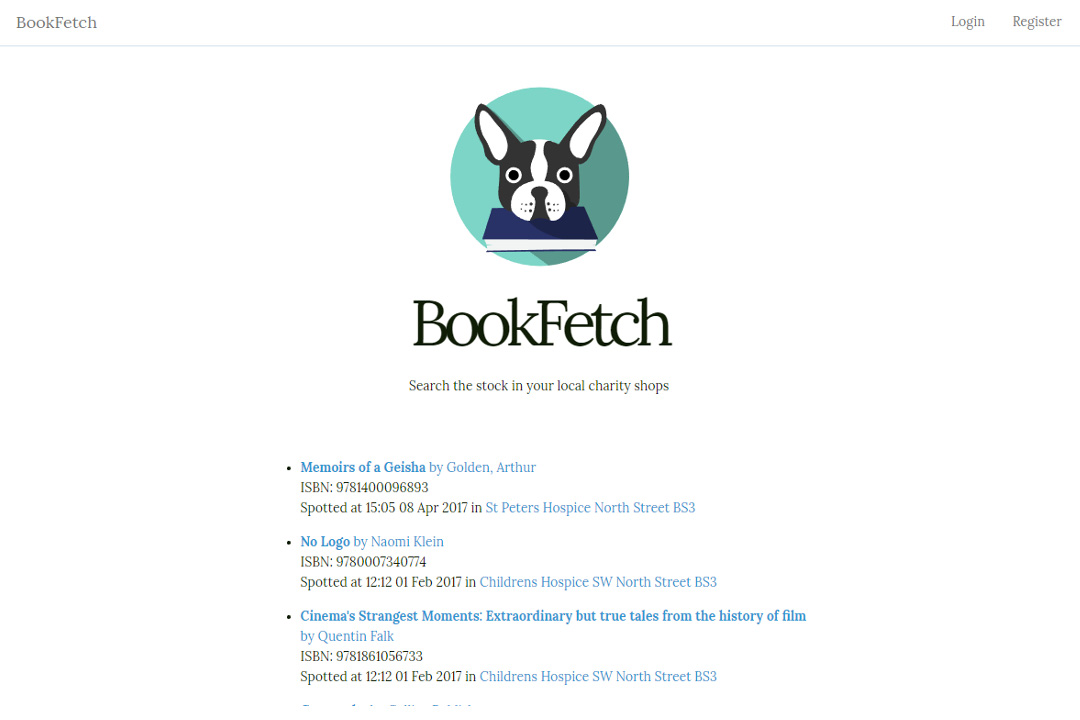 BookFetch
Login
Register
BookFetch
Search the stock in your local charity shops
Memoirs of a Geisha by Golden, Arthur
ISBN: 9781400096893
Spotted at 15:05 08 Apr 2017 in St Peters Hospice North Street BS3
No Logo by Naomi Klein
ISBN: 9780007340774
Spotted at 12:12 01 Feb 2017 in Childrens Hospice SW North Street BS3
Cinema's Strangest Moments: Extraordinary but true tales from the history of film
by Quentin Falk
ISBN: 9781861056733
Spotted at 12:12 01 Feb 2017 in Childrens Hospice SW North Street BS3